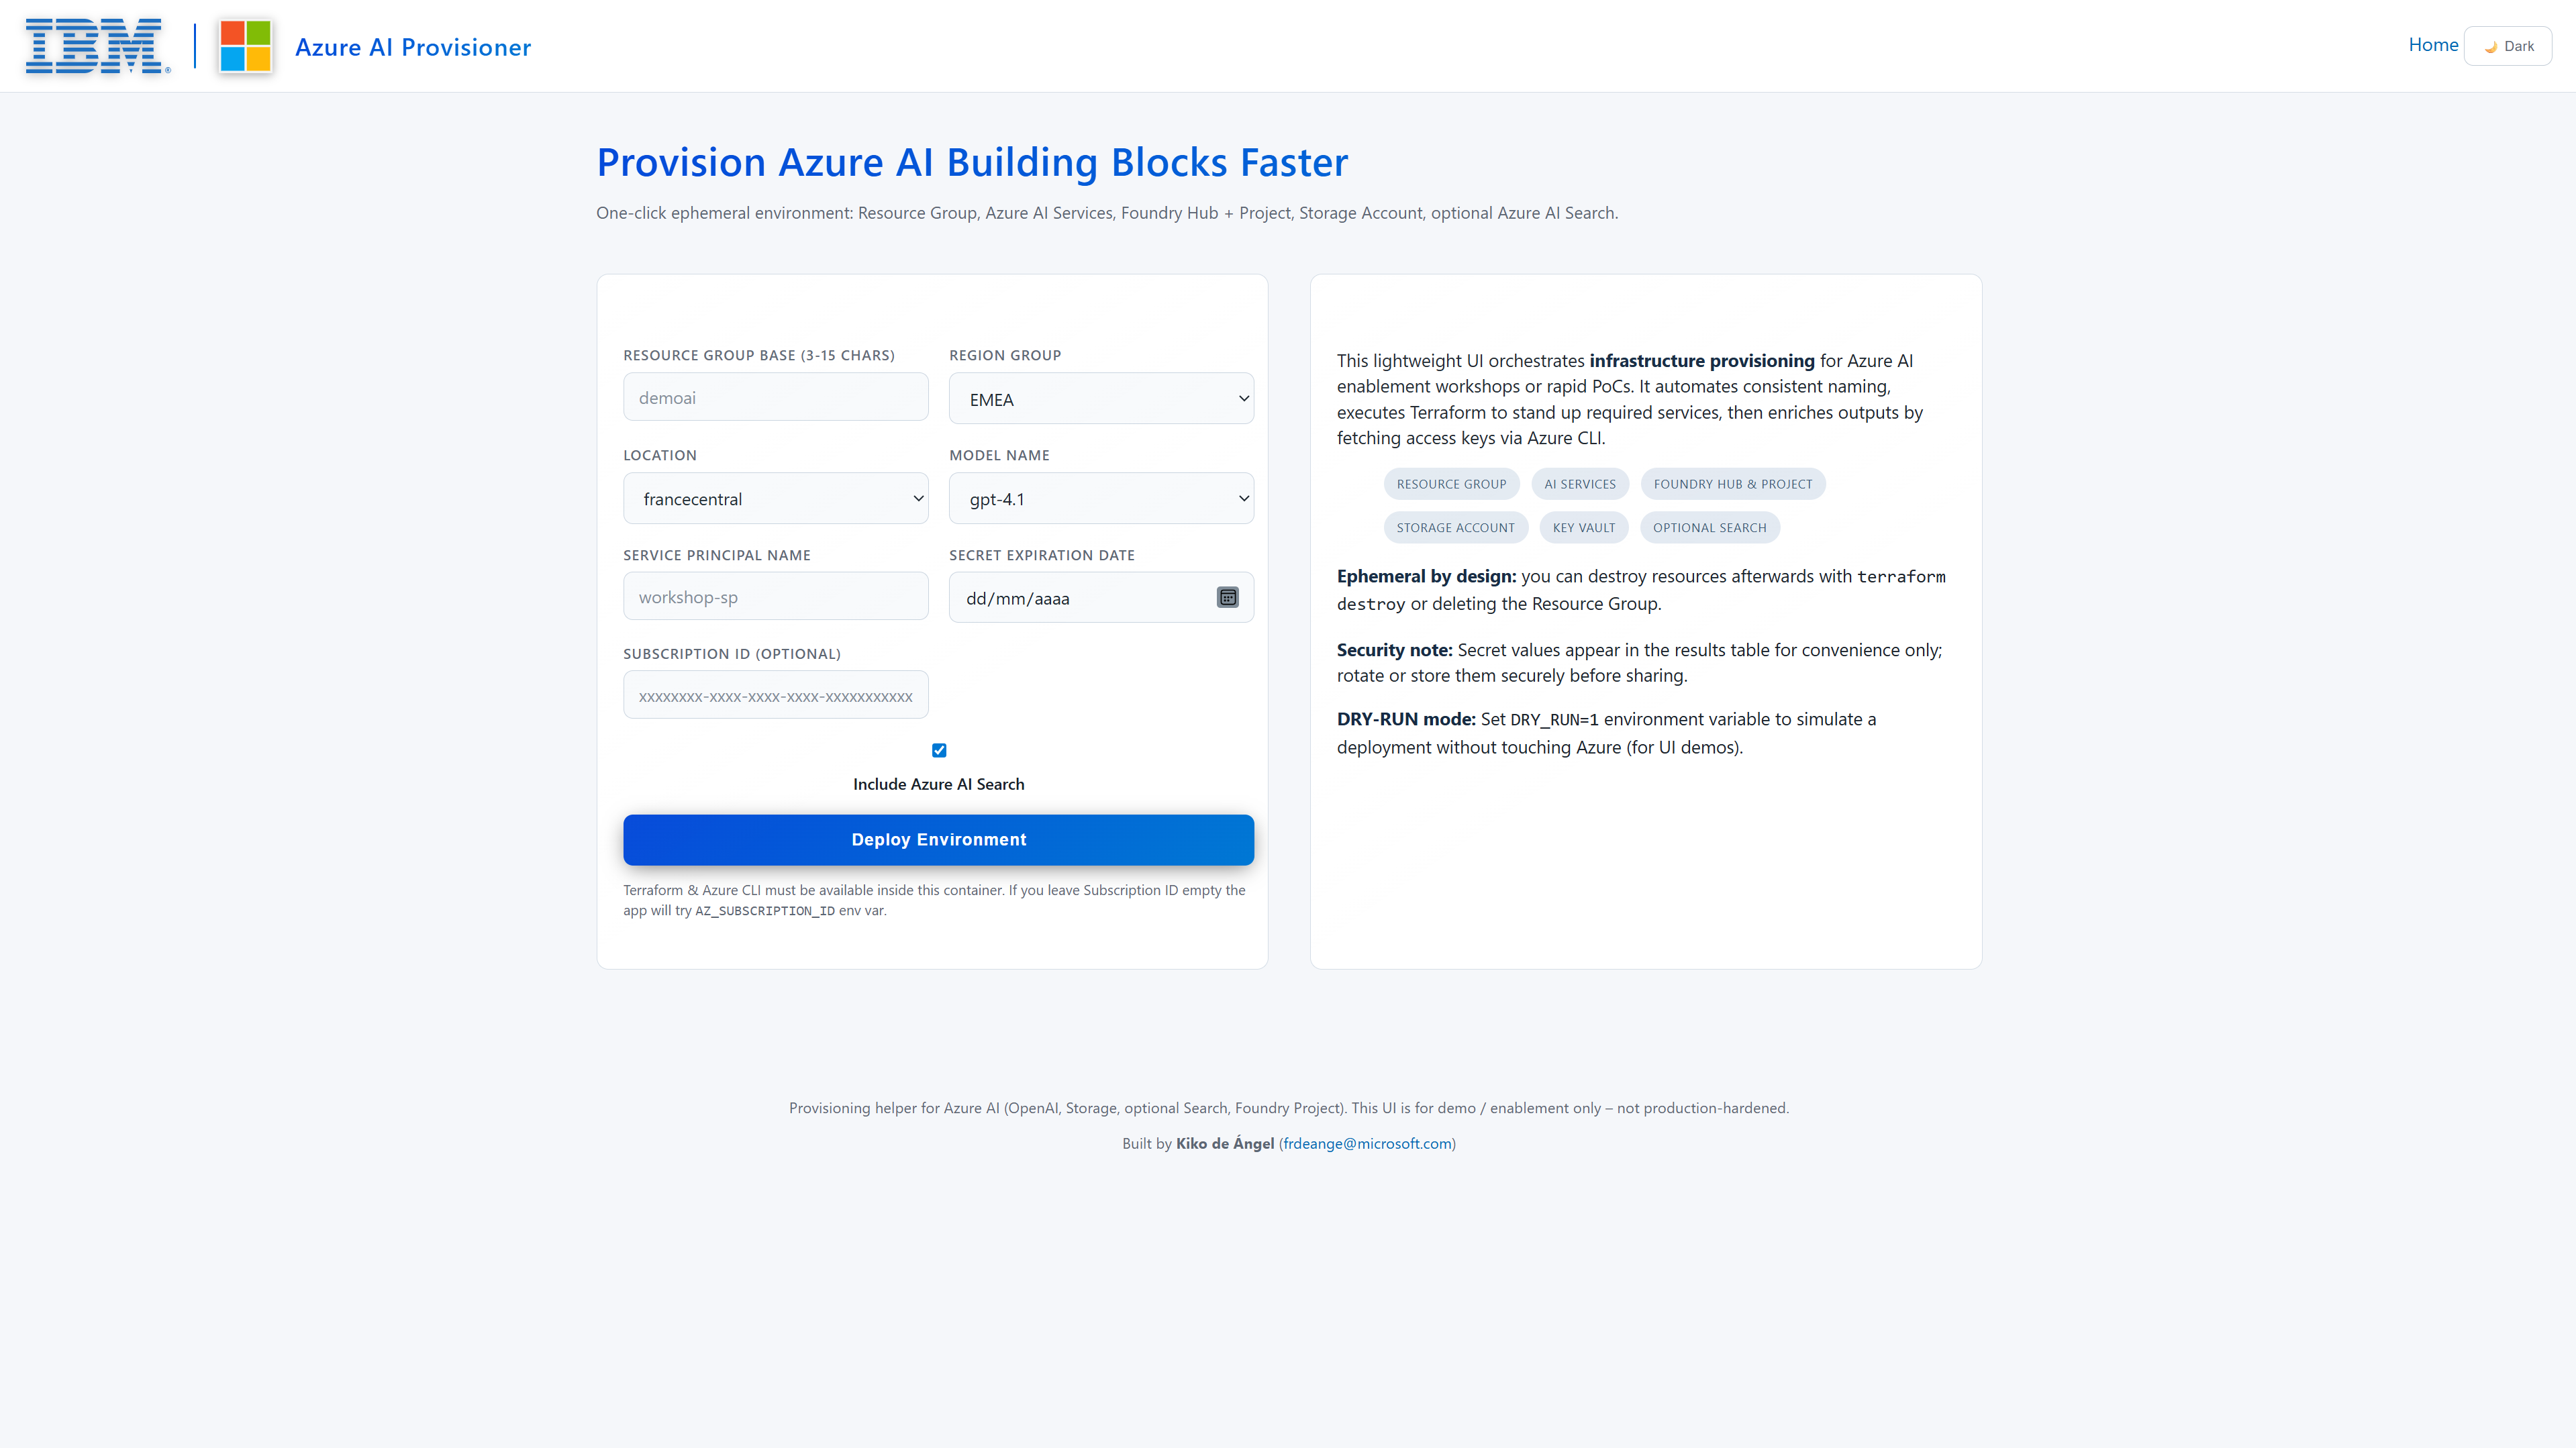 IBM®
Azure AI Provisioner
Home
🌙 Dark
Provision Azure AI Building Blocks Faster
One-click ephemeral environment: Resource Group, Azure AI Services, Foundry Hub + Project, Storage Account, optional Azure AI Search.
RESOURCE GROUP BASE (3-15 CHARS)
demoai
REGION GROUP
EMEA
LOCATION
francecentral
MODEL NAME
gpt-4.1
SERVICE PRINCIPAL NAME
workshop-sp
SECRET EXPIRATION DATE
dd/mm/aaaa
SUBSCRIPTION ID (OPTIONAL)
xxxxxxxx-xxxx-xxxx-xxxx-xxxxxxxxxxx
Include Azure AI Search
Deploy Environment
Terraform & Azure CLI must be available inside this container. If you leave Subscription ID empty the
app will try AZ_SUBSCRIPTION_ID env var.
This lightweight UI orchestrates infrastructure provisioning for Azure AI
enablement workshops or rapid PoCs. It automates consistent naming,
executes Terraform to stand up required services, then enriches outputs by
fetching access keys via Azure CLI.
RESOURCE GROUP
AI SERVICES
FOUNDRY HUB & PROJECT
STORAGE ACCOUNT
KEY VAULT
OPTIONAL SEARCH
Ephemeral by design: you can destroy resources afterwards with terraform
destroy or deleting the Resource Group.
Security note: Secret values appear in the results table for convenience only;
rotate or store them securely before sharing.
DRY-RUN mode: Set DRY_RUN=1 environment variable to simulate a
deployment without touching Azure (for UI demos).
Provisioning helper for Azure AI (OpenAI, Storage, optional Search, Foundry Project). This UI is for demo / enablement only – not production-hardened.
Built by Kiko de Ángel (frdeange@microsoft.com)